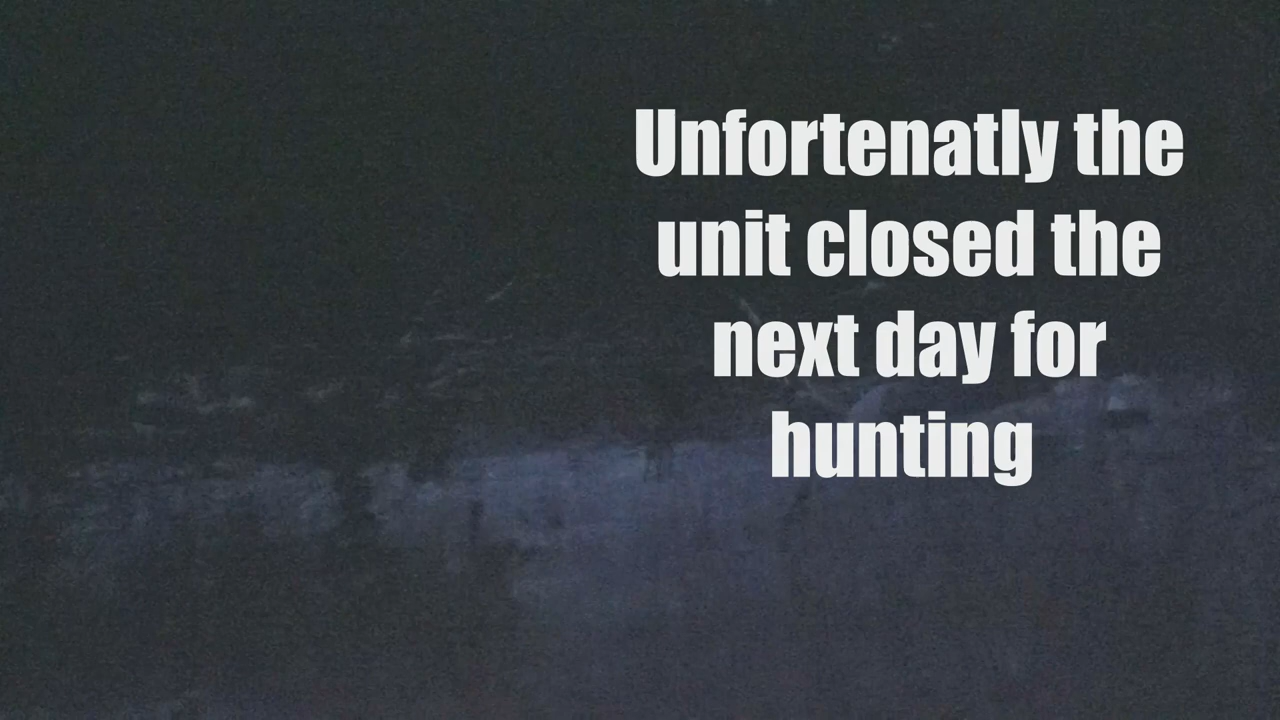 Unfortenatly the
unit closed the
next day for
hunting